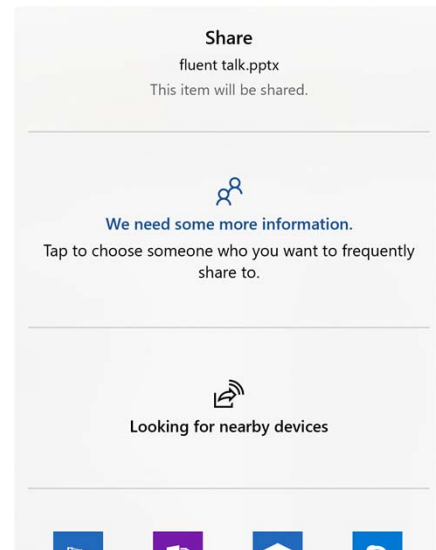 Share
fluent talk.pptx
This item will be shared.
We need some more information.
Tap to choose someone who you want to frequently
share to.
Looking for nearby devices